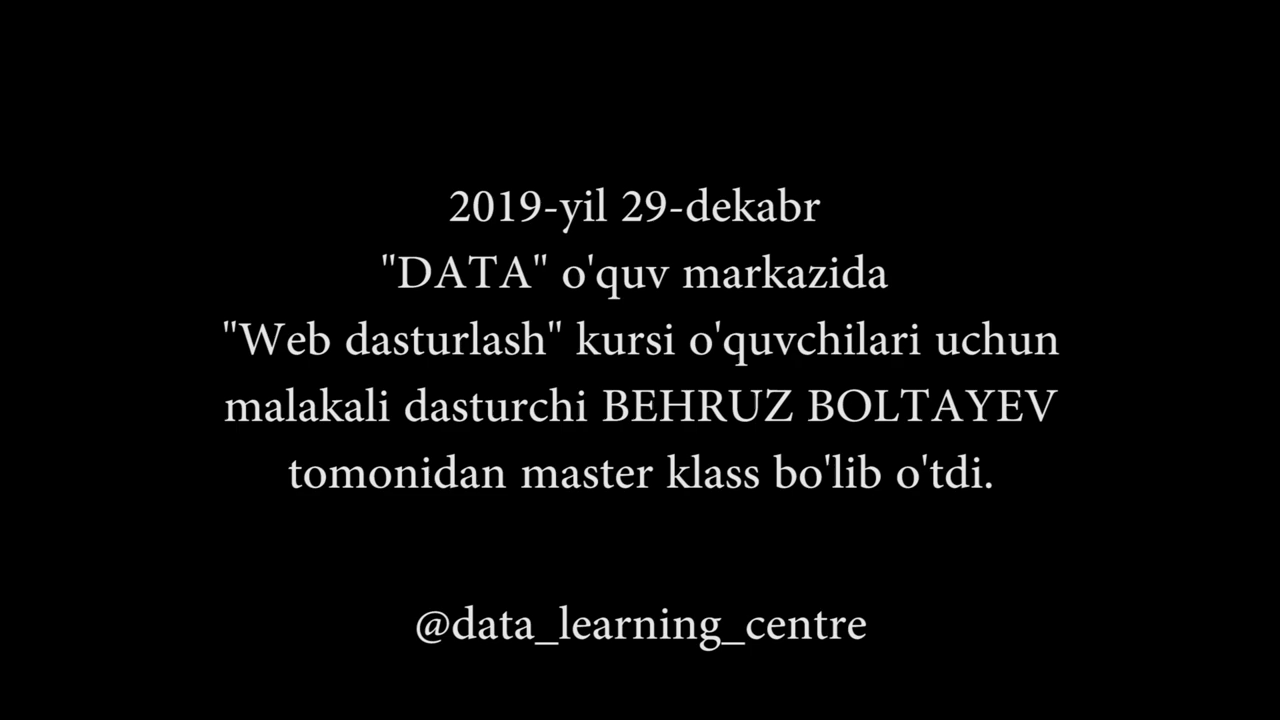 2019-yil 29-dekabr
"DATA" o'quv markazida
"Web dasturlash" kursi o'quvchilari uchun
malakali dasturchi BEHRUZ BOLTAYEV
tomonidan master klass bo'lib o'tdi.
@data_learning_centre